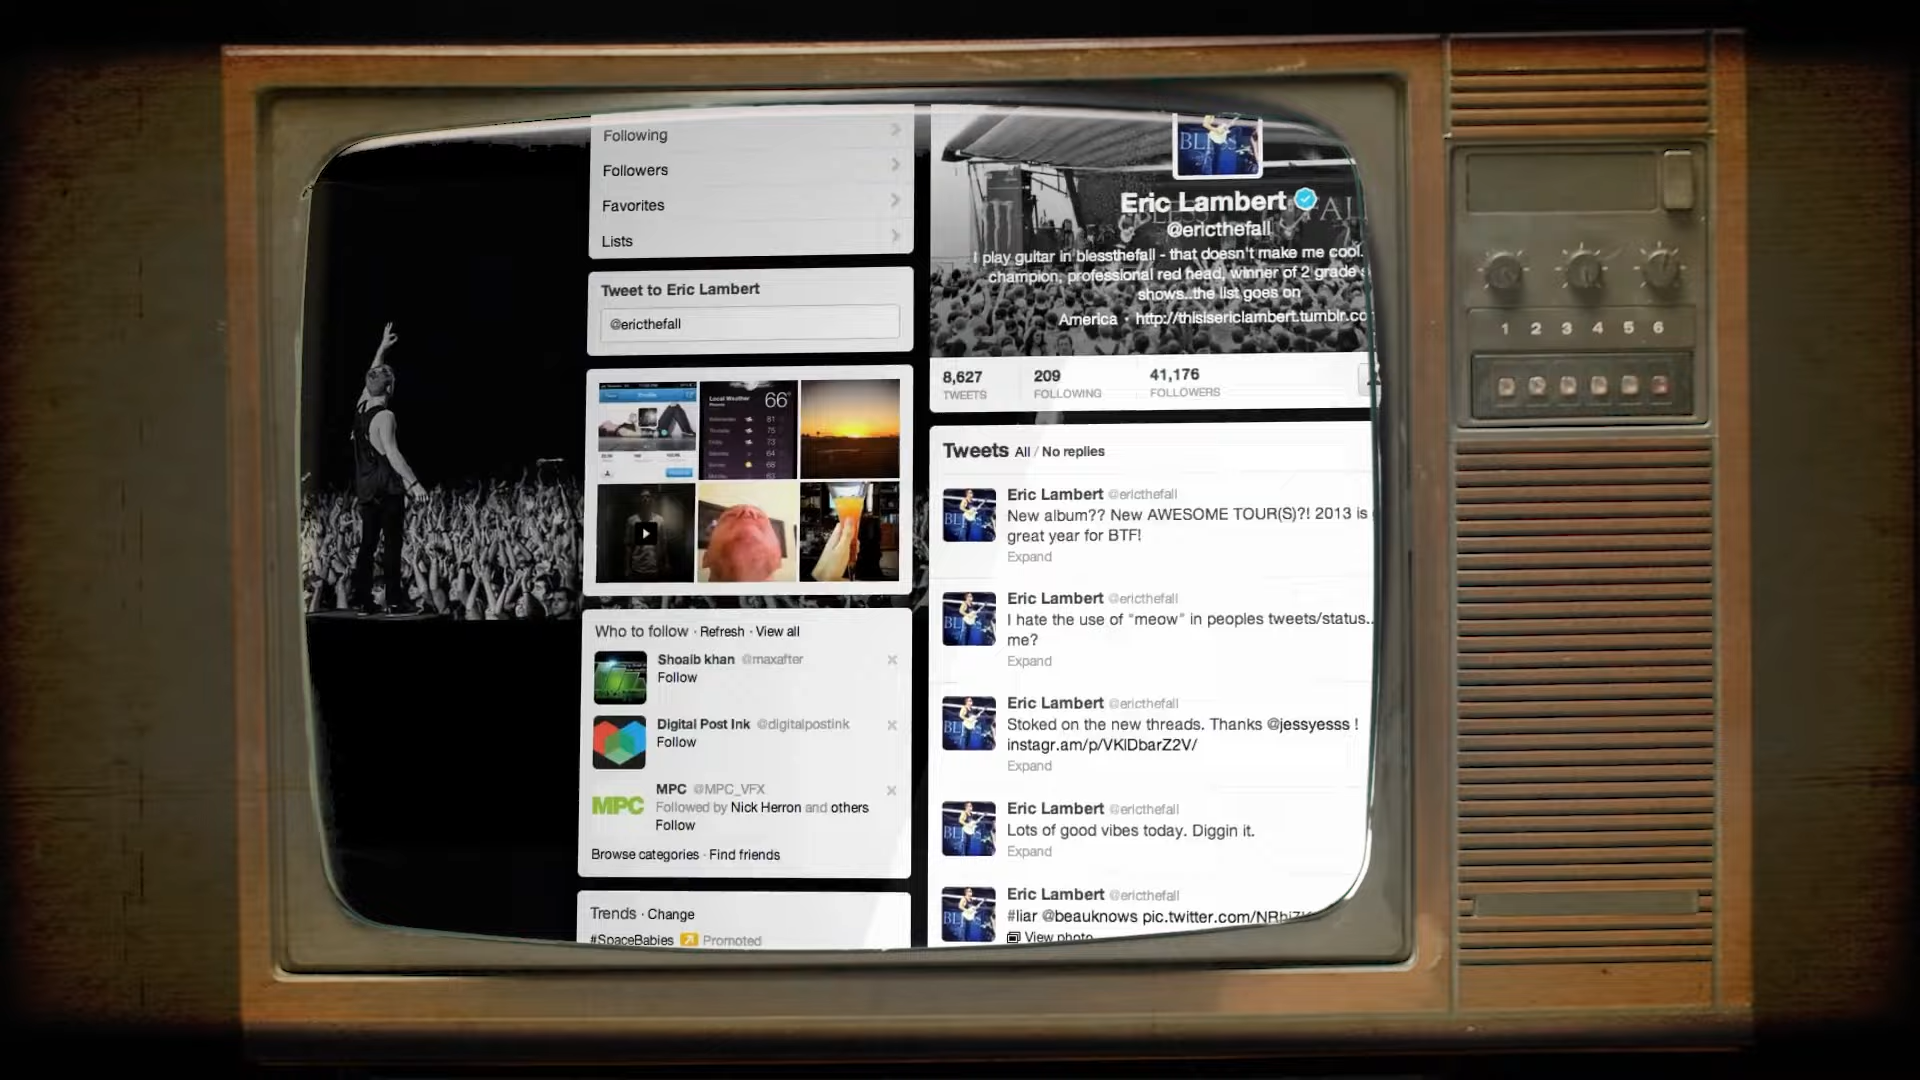 Following
Followers
Favorites
Lists
Tweet to Eric Lambert
@ericthefall
Local Weather
66°
81
75
73
64
68
Who to follow · Refresh · View all
Shoaib khan @maxafter
Follow
Digital Post Ink @digitalpostink
Follow
MPC
MPC @MPC_VFX
Followed by Nick Herron and others
Follow
Browse categories · Find friends
Trends · Change
#SpaceBabies Promoted
Eric Lambert
@ericthefall
I play guitar in blessthefall - that doesn't make me cool.
champion, professional red head, winner of 2 grade
shows..the list goes on
America · http://thisisericlambert.tumblr.co
8,627 209 41,176
TWEETS FOLLOWING FOLLOWERS
Tweets All / No replies
Eric Lambert @ericthefall
New album?? New AWESOME TOUR(S)?! 2013 is
great year for BTF!
Expand
Eric Lambert @ericthefall
I hate the use of "meow" in peoples tweets/status..
me?
Expand
Eric Lambert @ericthefall
Stoked on the new threads. Thanks @jessyesss !
instagr.am/p/VKlDbarZ2V/
Expand
Eric Lambert @ericthefall
Lots of good vibes today. Diggin it.
Expand
Eric Lambert @ericthefall
#liar @beauknows pic.twitter.com/NRhiZ
View photo
1 2 3 4 5 6